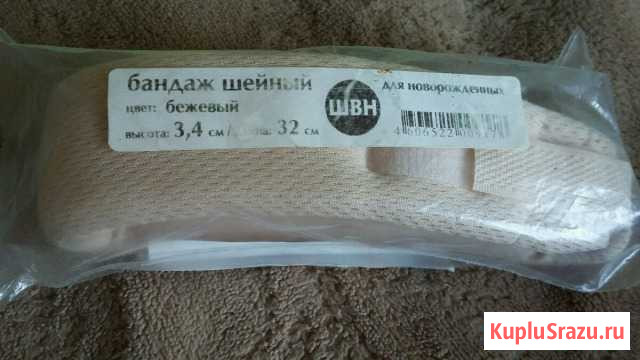 бандаж шейный
цвет: бежевый
высота: 3,4 см 32 см
ШВН
для новорожденных
KupluSrazu.ru